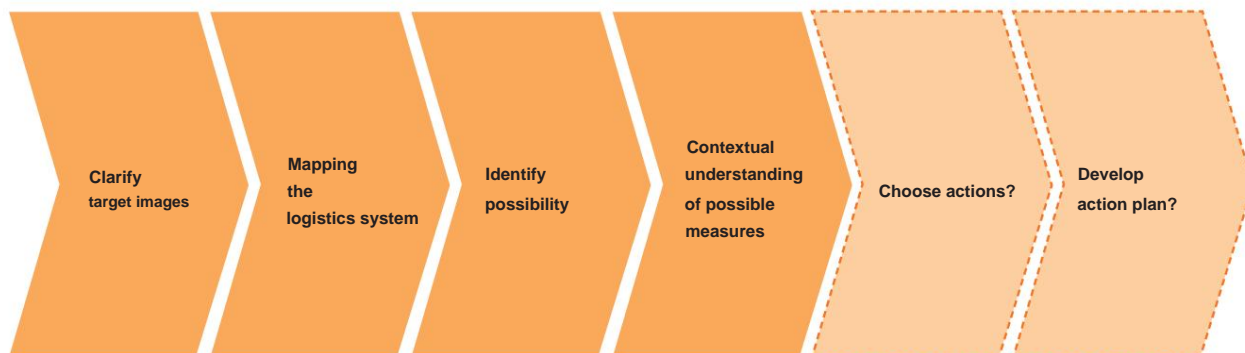 Clarify
target images
Mapping
the
logistics system
Identify
possibility
Contextual
understanding
of possible
measures
Choose actions?
Develop
action plan?